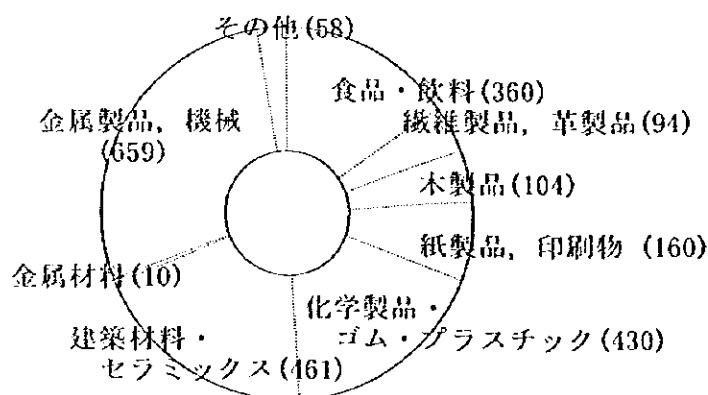 その他(58)
食品・飲料(360)
繊維製品, 革製品(94)
木製品(104)
紙製品, 印刷物 (160)
化学製品・
ゴム・プラスチック(430)
建築材料・
セラミックス(461)
金属材料(10)
金属製品, 機械
(659)